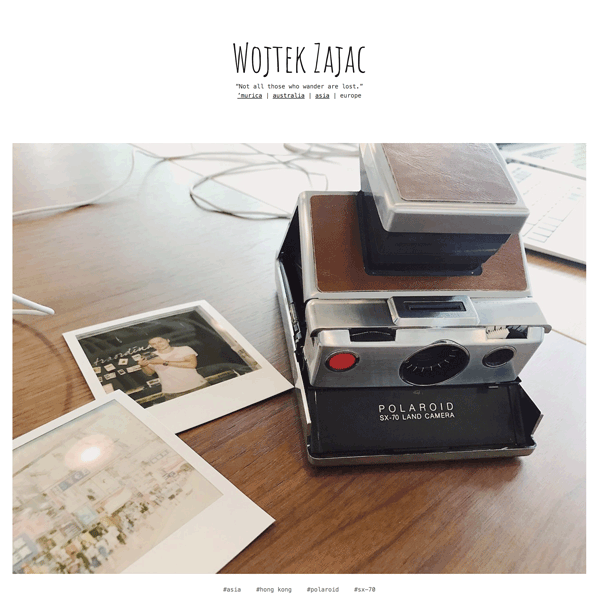 Wojtek Zajac
"Not all those who wander are lost."
'murica | australia | asia | europe
POLAROID
SX-70 LAND CAMERA
#asia #hong kong #polaroid #sx-70